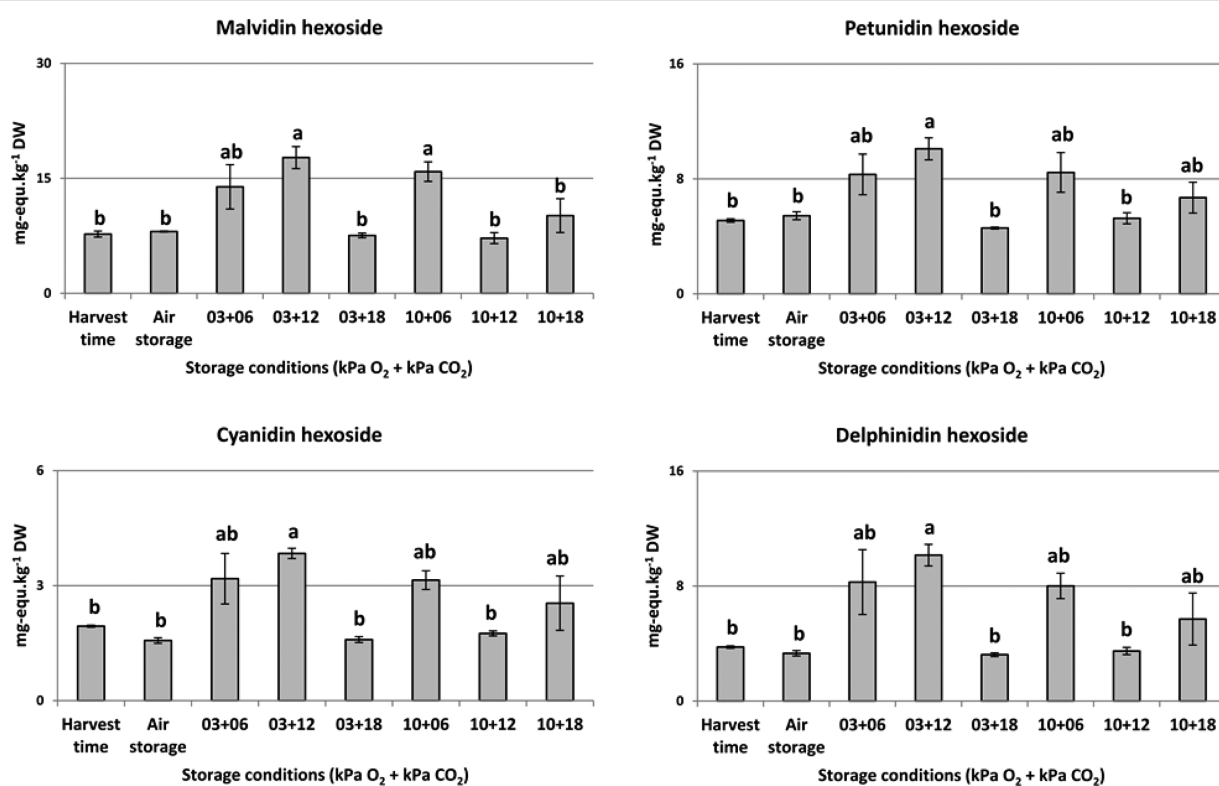 Malvidin hexoside
30
15
0
mg-equ.kg⁻¹ DW
b
b
ab
a
b
a
b
b
Harvest time
Air storage
03+06
03+12
03+18
10+06
10+12
10+18
Storage conditions (kPa O₂ + kPa CO₂)
Petunidin hexoside
16
8
0
mg-equ.kg⁻¹ DW
b
b
ab
a
b
ab
b
ab
Harvest time
Air storage
03+06
03+12
03+18
10+06
10+12
10+18
Storage conditions (kPa O₂ + kPa CO₂)
Cyanidin hexoside
6
3
0
mg-equ.kg⁻¹ DW
b
b
ab
a
b
ab
b
ab
Harvest time
Air storage
03+06
03+12
03+18
10+06
10+12
10+18
Storage conditions (kPa O₂ + kPa CO₂)
Delphinidin hexoside
16
8
0
mg-equ.kg⁻¹ DW
b
b
ab
a
b
ab
b
ab
Harvest time
Air storage
03+06
03+12
03+18
10+06
10+12
10+18
Storage conditions (kPa O₂ + kPa CO₂)